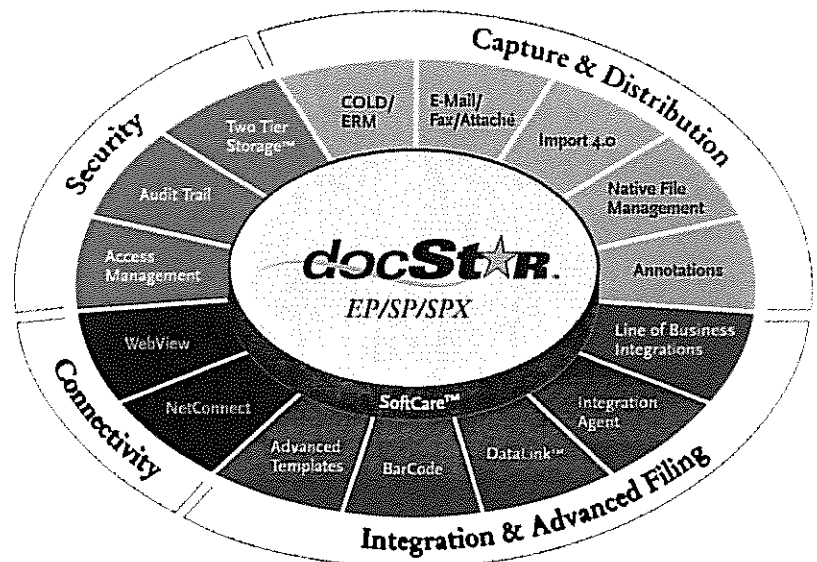 Capture & Distribution
COLD/
ERM
E-Mail/
Fax/Attaché
Import 4.0
Native File
Management
Annotations
Security
Two Tier
Storage™
Audit Trail
Access
Management
docSTAR.
EP/SP/SPX
SoftCare™
Connectivity
WebView
NetConnect
Line of Business
Integrations
Integration
Agent
DataLink™
BarCode
Advanced
Templates
Integration & Advanced Filing